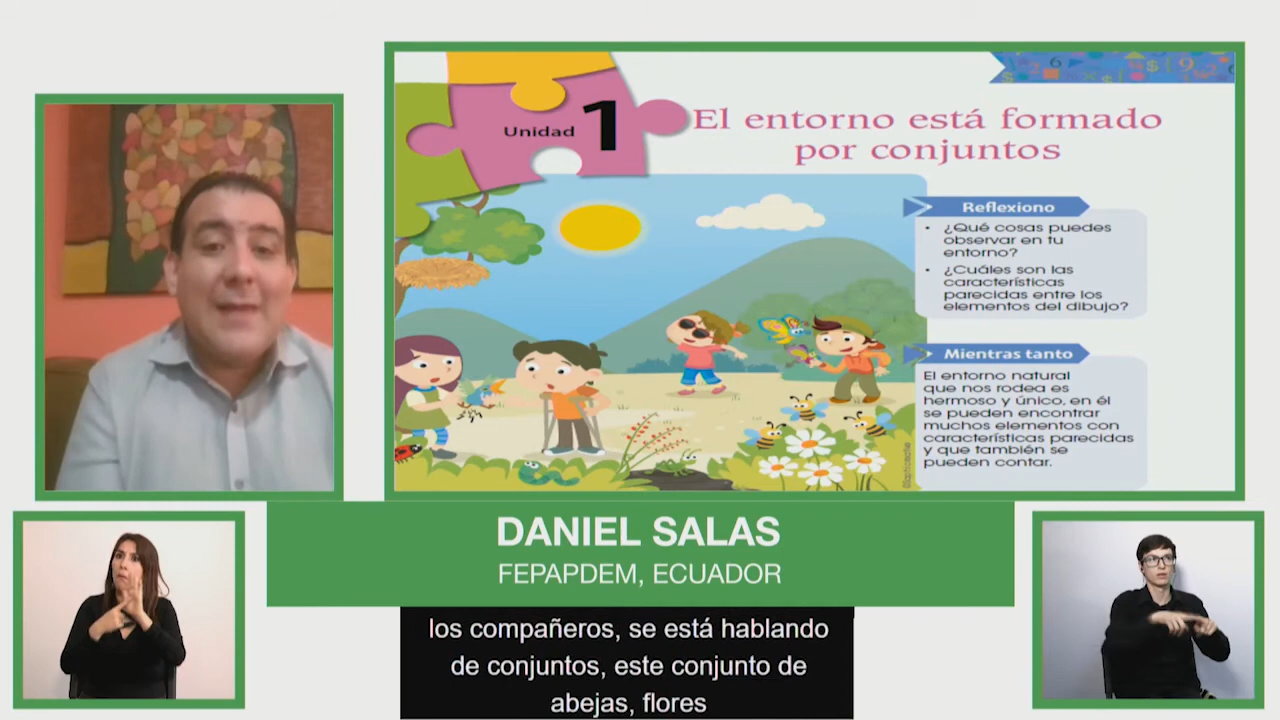 Unidad 1
El entorno está formado
por conjuntos
Reflexiono
• ¿Qué cosas puedes
observar en tu
entorno?
• ¿Cuáles son las
características
parecidas entre los
elementos del dibujo?
Mientras tanto
El entorno natural
que nos rodea es
hermoso y único, en él
se pueden encontrar
muchos elementos con
características parecidas
y que también se
pueden contar.
DANIEL SALAS
FEPAPDEM, ECUADOR
los compañeros, se está hablando
de conjuntos, este conjunto de
abejas, flores